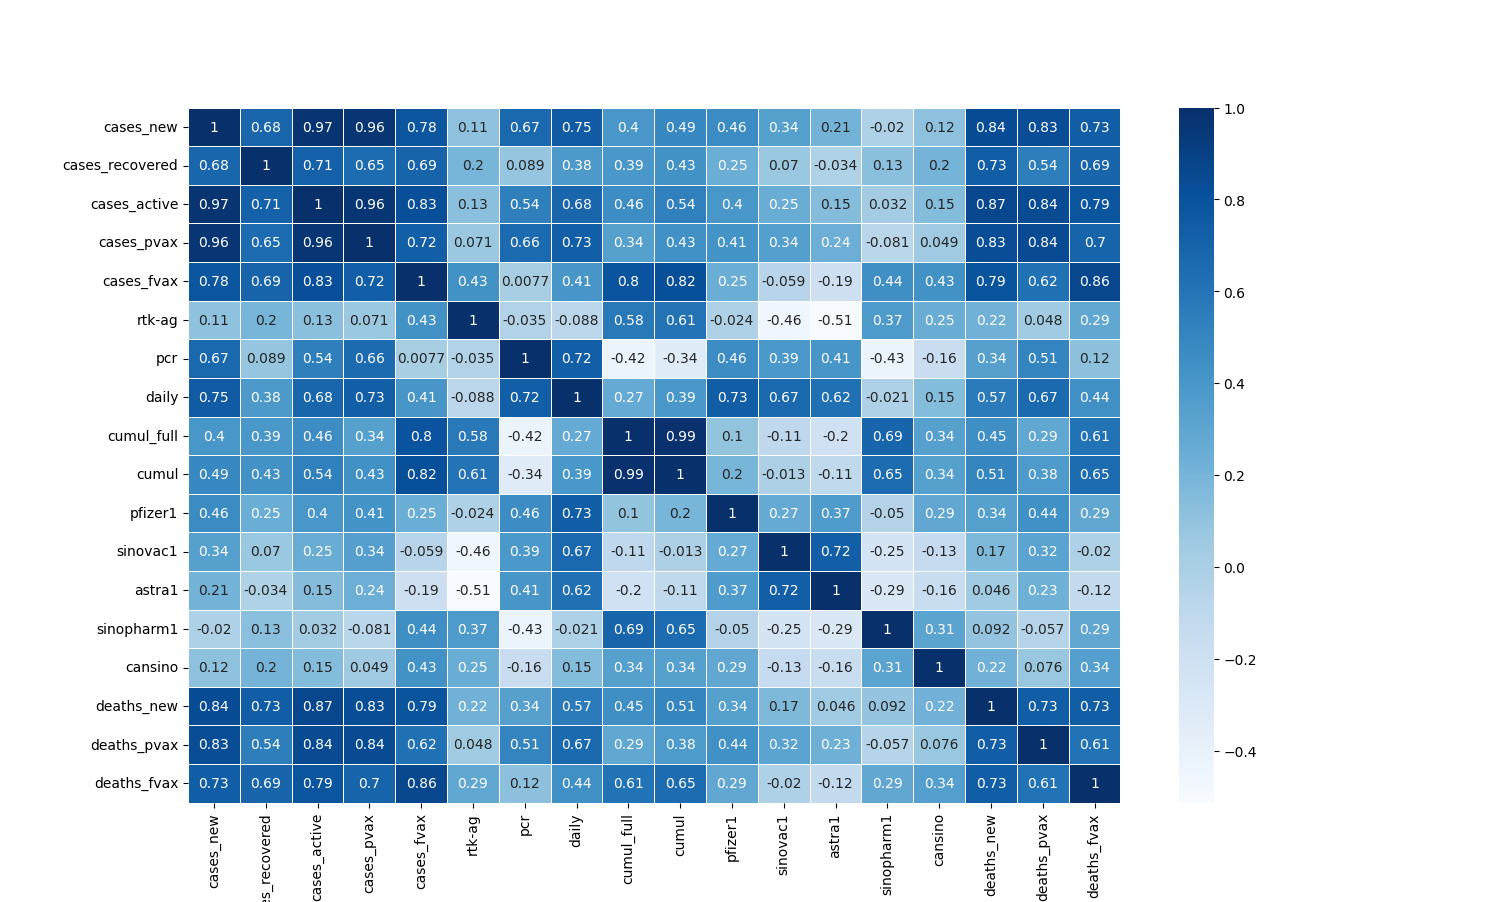 cases_new 1 0.68 0.97 0.96 0.78 0.11 0.67 0.75 0.4 0.49 0.46 0.34 0.21 -0.02 0.12 0.84 0.83 0.73
cases_recovered 0.68 1 0.71 0.65 0.69 0.2 0.089 0.38 0.39 0.43 0.25 0.07 -0.034 0.13 0.2 0.73 0.54 0.69
cases_active 0.97 0.71 1 0.96 0.83 0.13 0.54 0.68 0.46 0.54 0.4 0.25 0.15 0.032 0.15 0.87 0.84 0.79
cases_pvax 0.96 0.65 0.96 1 0.72 0.071 0.66 0.73 0.34 0.43 0.41 0.34 0.24 -0.081 0.049 0.83 0.84 0.7
cases_fvax 0.78 0.69 0.83 0.72 1 0.43 0.0077 0.41 0.8 0.82 0.25 -0.059 -0.19 0.44 0.43 0.79 0.62 0.86
rtk-ag 0.11 0.2 0.13 0.071 0.43 1 -0.035 -0.088 0.58 0.61 -0.024 -0.46 -0.51 0.37 0.25 0.22 0.048 0.29
pcr 0.67 0.089 0.54 0.66 0.0077 -0.035 1 0.72 -0.42 -0.34 0.46 0.39 0.41 -0.43 -0.16 0.34 0.51 0.12
daily 0.75 0.38 0.68 0.73 0.41 -0.088 0.72 1 0.27 0.39 0.73 0.67 0.62 -0.021 0.15 0.57 0.67 0.44
cumul_full 0.4 0.39 0.46 0.34 0.8 0.58 -0.42 0.27 1 0.99 0.1 -0.11 -0.2 0.69 0.34 0.45 0.29 0.61
cumul 0.49 0.43 0.54 0.43 0.82 0.61 -0.34 0.39 0.99 1 0.2 -0.013 -0.11 0.65 0.34 0.51 0.38 0.65
pfizer1 0.46 0.25 0.4 0.41 0.25 -0.024 0.46 0.73 0.1 0.2 1 0.27 0.37 -0.05 0.29 0.34 0.44 0.29
sinovac1 0.34 0.07 0.25 0.34 -0.059 -0.46 0.39 0.67 -0.11 -0.013 0.27 1 0.72 -0.25 -0.13 0.17 0.32 -0.02
astra1 0.21 -0.034 0.15 0.24 -0.19 -0.51 0.41 0.62 -0.2 -0.11 0.37 0.72 1 -0.29 -0.16 0.046 0.23 -0.12
sinopharm1 -0.02 0.13 0.032 -0.081 0.44 0.37 -0.43 -0.021 0.69 0.65 -0.05 -0.25 -0.29 1 0.31 0.092 -0.057 0.29
cansino 0.12 0.2 0.15 0.049 0.43 0.25 -0.16 0.15 0.34 0.34 0.29 -0.13 -0.16 0.31 1 0.22 0.076 0.34
deaths_new 0.84 0.73 0.87 0.83 0.79 0.22 0.34 0.57 0.45 0.51 0.34 0.17 0.046 0.092 0.22 1 0.73 0.73
deaths_pvax 0.83 0.54 0.84 0.84 0.62 0.048 0.51 0.67 0.29 0.38 0.44 0.32 0.23 -0.057 0.076 0.73 1 0.61
deaths_fvax 0.73 0.69 0.79 0.7 0.86 0.29 0.12 0.44 0.61 0.65 0.29 -0.02 -0.12 0.29 0.34 0.73 0.61 1
cases_new
es_recovered
cases_active
cases_pvax
cases_fvax
rtk-ag
pcr
daily
cumul_full
cumul
pfizer1
sinovac1
astra1
sinopharm1
cansino
deaths_new
deaths_pvax
deaths_fvax
1.0
0.8
0.6
0.4
0.2
0.0
−0.2
−0.4